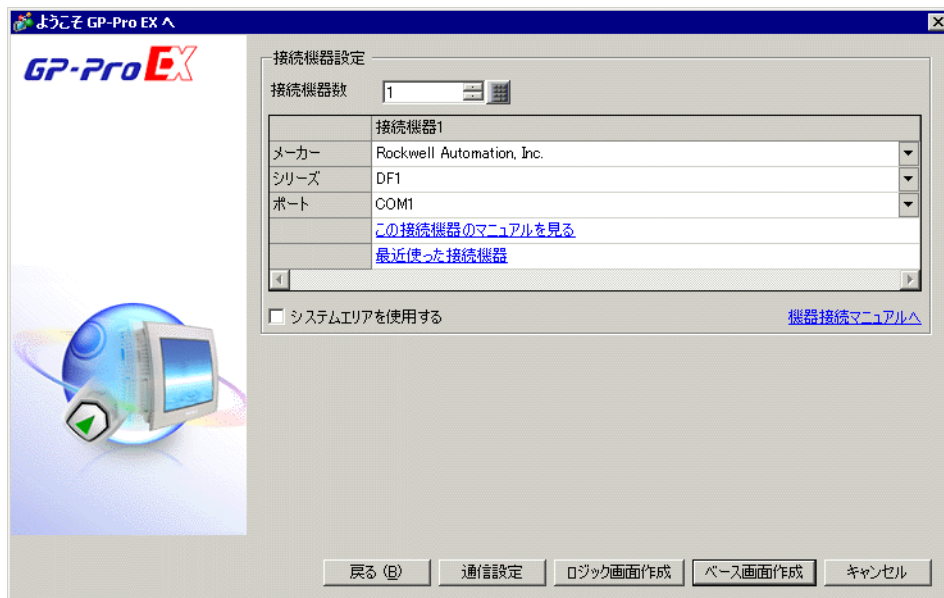 ようこそ GP-Pro EX へ
GP-Pro EX
接続機器設定
接続機器数 1
接続機器1
メーカー Rockwell Automation, Inc.
シリーズ DF1
ポート COM1
この接続機器のマニュアルを見る
最近使った接続機器
システムエリアを使用する 機器接続マニュアルへ
戻る (B) 通信設定 ロジック画面作成 ベース画面作成 キャンセル